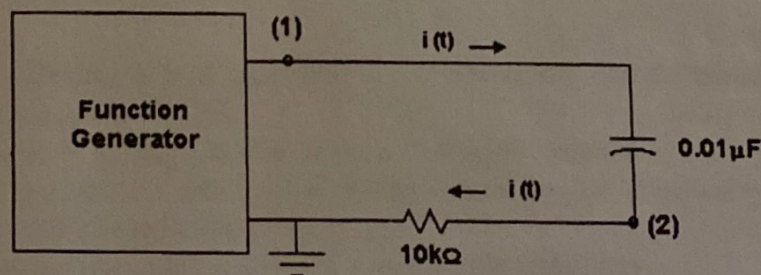 (1)
i (t)
Function
Generator
0.01µF
i (t)
(2)
10kΩ